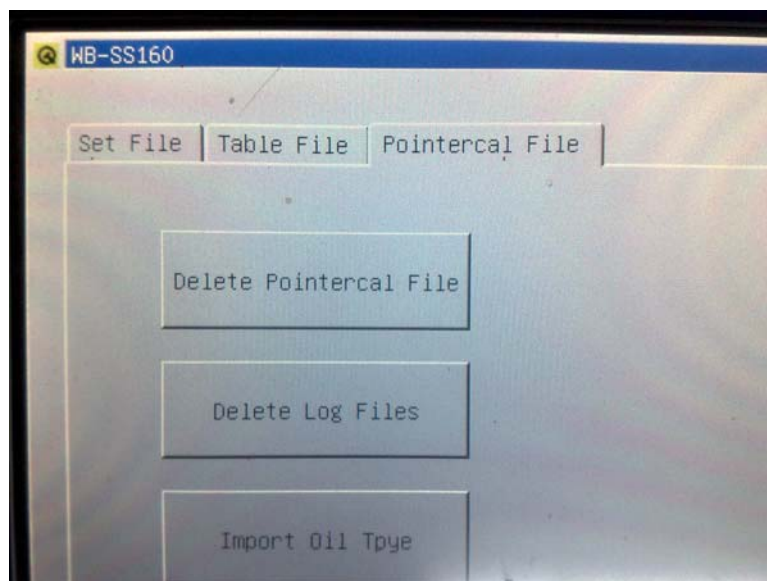 WB-SS160
Set File
Table File
Pointercal File
Delete Pointercal File
Delete Log Files
Import Oil Tpye